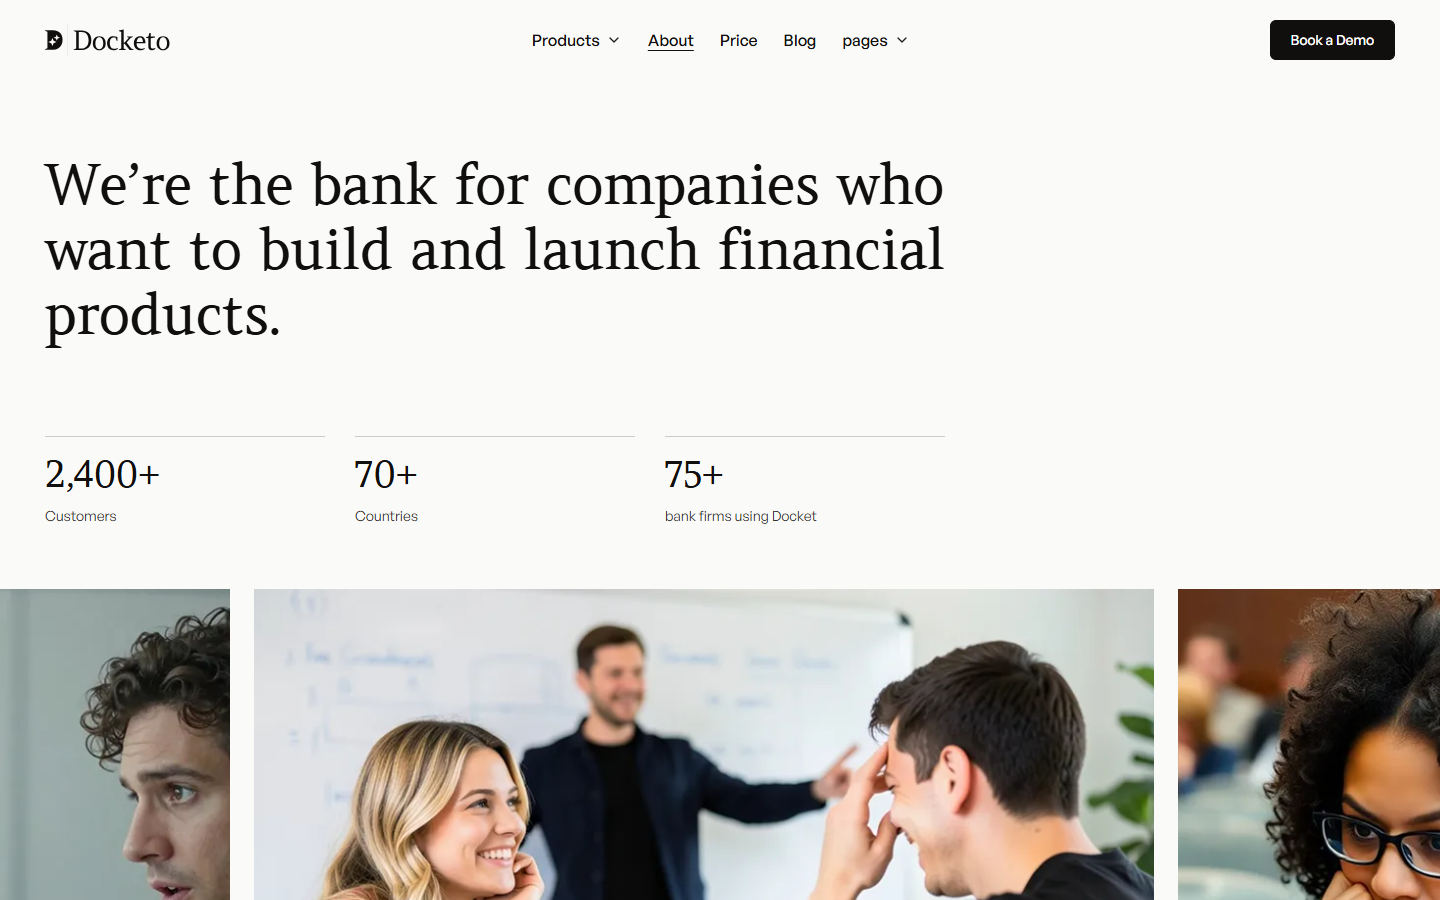 Docketo
Products
About
Price
Blog
pages
Book a Demo
We’re the bank for companies who
want to build and launch financial
products.
2,400+
Customers
70+
Countries
75+
bank firms using Docket